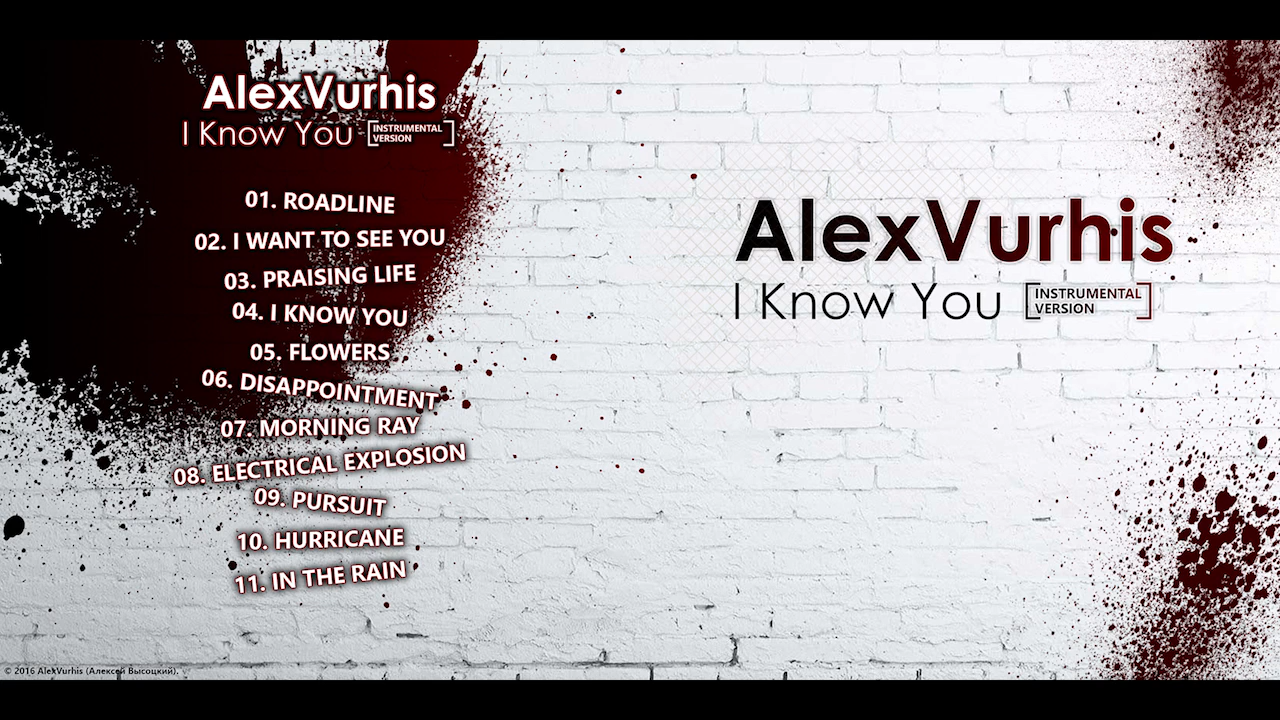 AlexVurhis
I Know You [INSTRUMENTAL
VERSION]
01. ROADLINE
02. I WANT TO SEE YOU
03. PRAISING LIFE
04. I KNOW YOU
05. FLOWERS
06. DISAPPOINTMENT
07. MORNING RAY
08. ELECTRICAL EXPLOSION
09. PURSUIT
10. HURRICANE
11. IN THE RAIN
© 2016 AlexVurhis (Алексей Высоцкий).
AlexVurhis
I Know You [INSTRUMENTAL
VERSION]